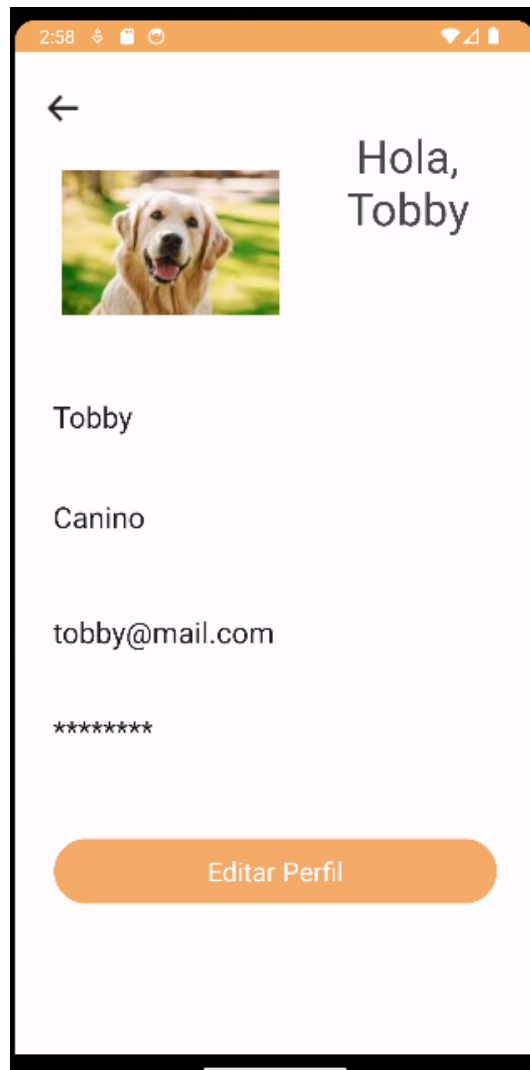 2:58
Hola,
Tobby
Tobby
Canino
tobby@mail.com
********
Editar Perfil